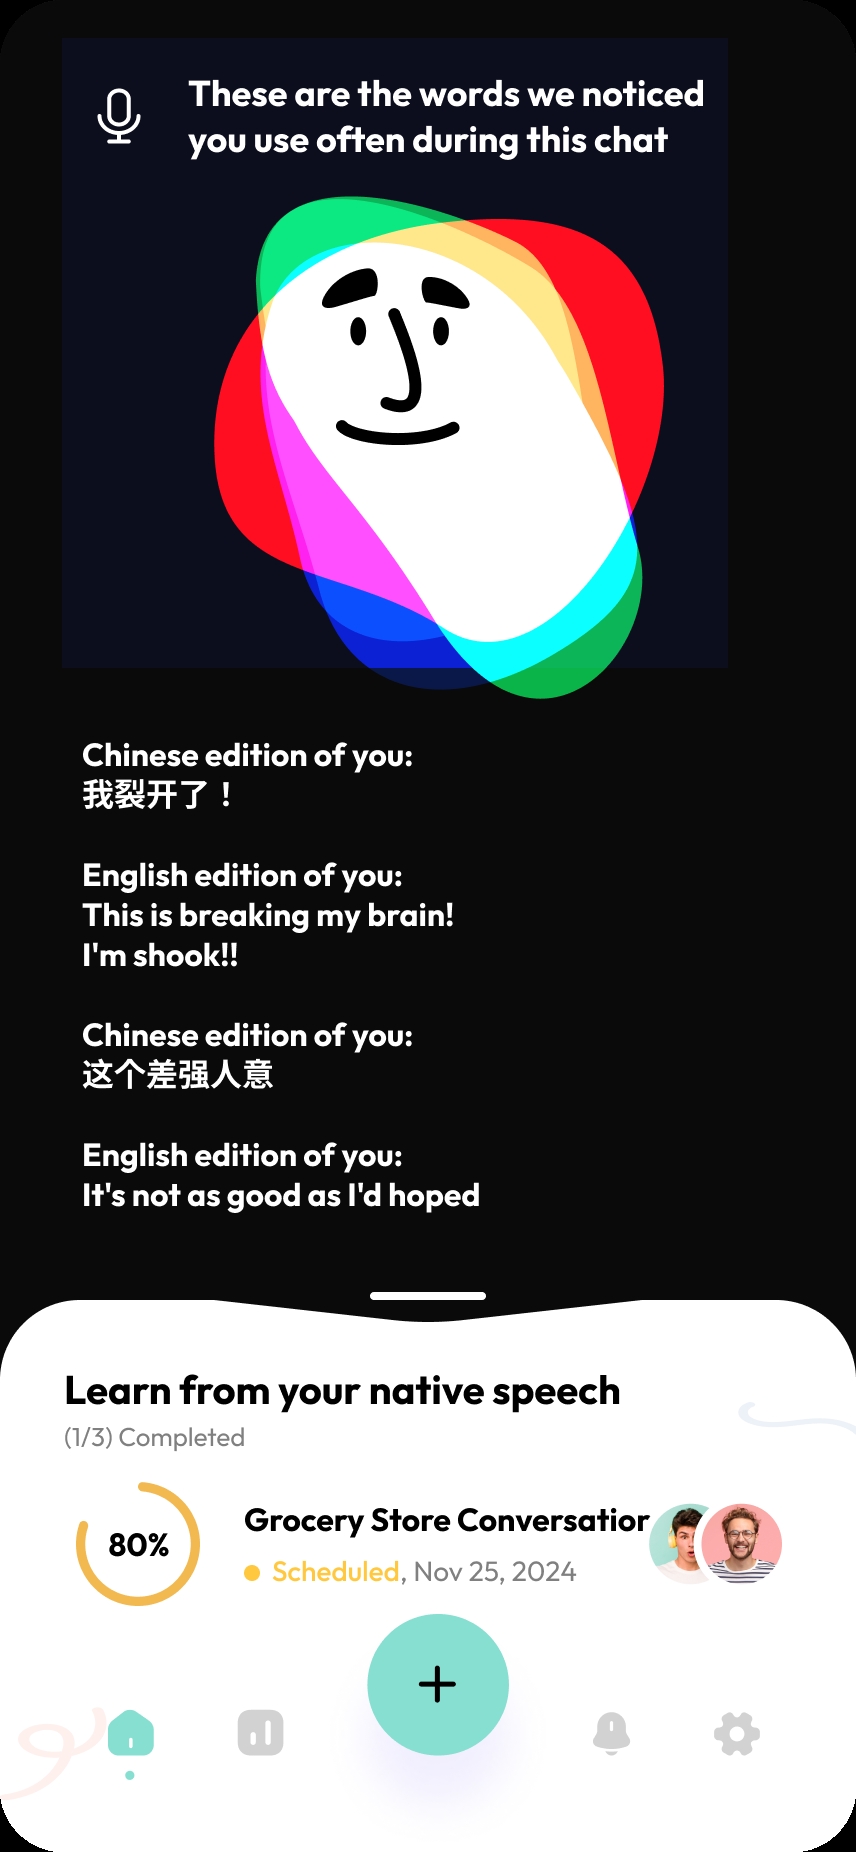 These are the words we noticed
you use often during this chat
Chinese edition of you:
我裂开了！
English edition of you:
This is breaking my brain!
I'm shook!!
Chinese edition of you:
这个差强人意
English edition of you:
It's not as good as I'd hoped
Learn from your native speech
(1/3) Completed
80%
Grocery Store Conversation
Scheduled, Nov 25, 2024